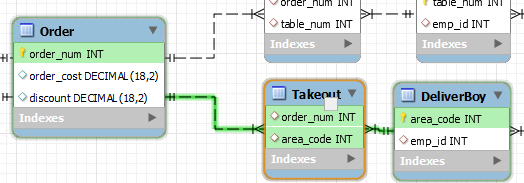 order_num INT
table_num INT
Indexes
table_num INT
emp_id INT
Indexes
Order
order_num INT
order_cost DECIMAL(18,2)
discount DECIMAL(18,2)
Indexes
Takeout
order_num INT
area_code INT
Indexes
DeliverBoy
area_code INT
emp_id INT
Indexes